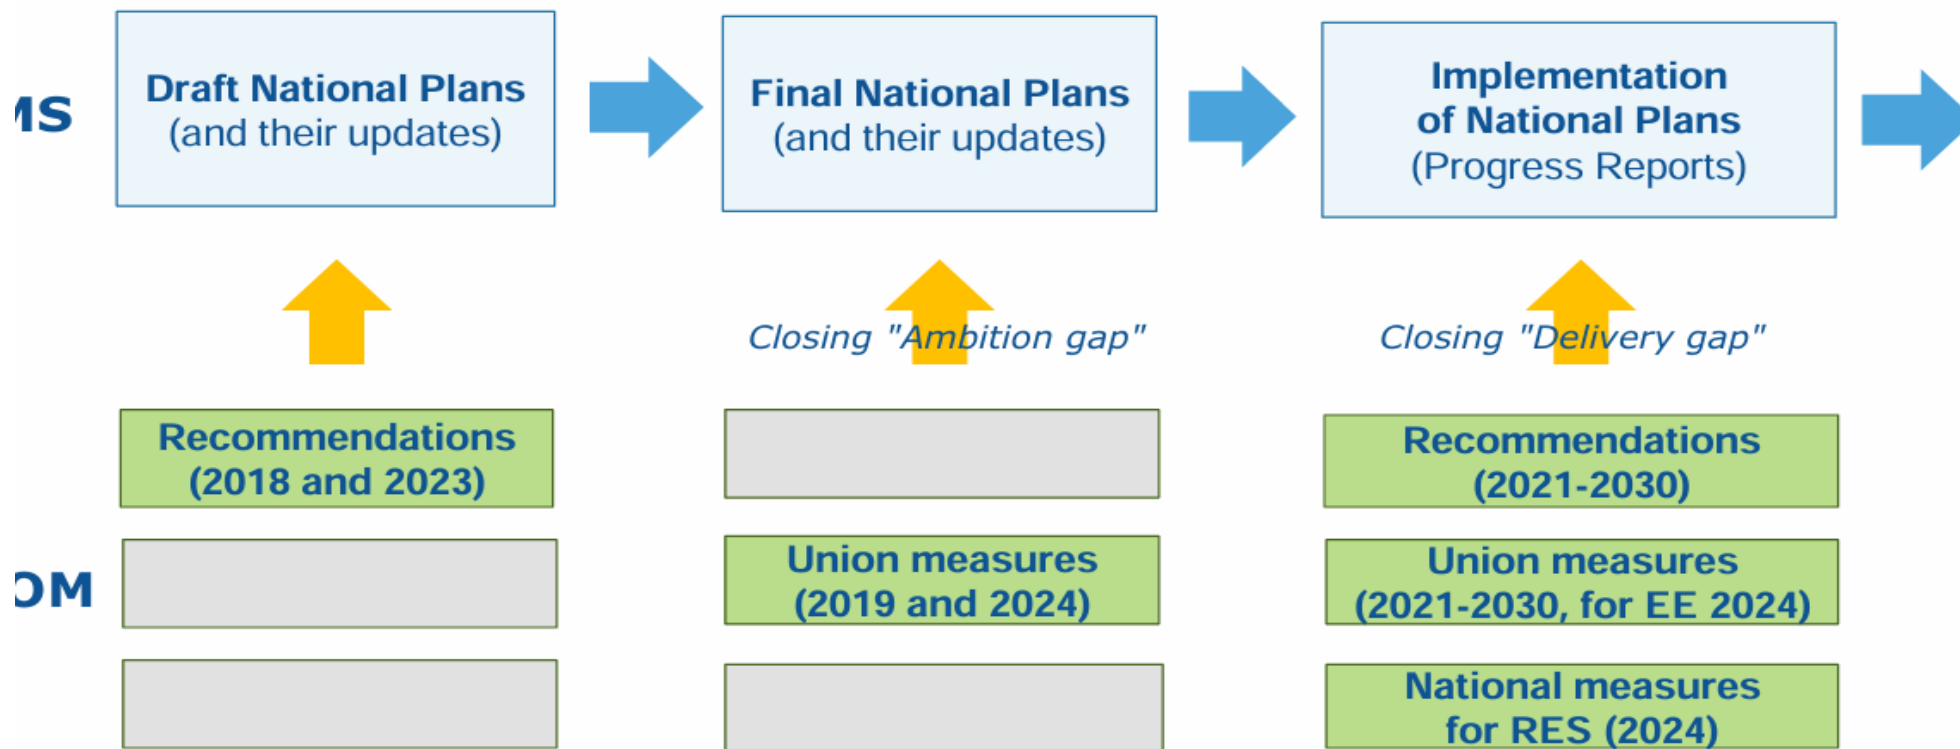 MS
Draft National Plans
(and their updates)
Final National Plans
(and their updates)
Implementation
of National Plans
(Progress Reports)
Closing "Ambition gap"
Closing "Delivery gap"
Recommendations
(2018 and 2023)
Recommendations
(2021-2030)
OM
Union measures
(2019 and 2024)
Union measures
(2021-2030, for EE 2024)
National measures
for RES (2024)